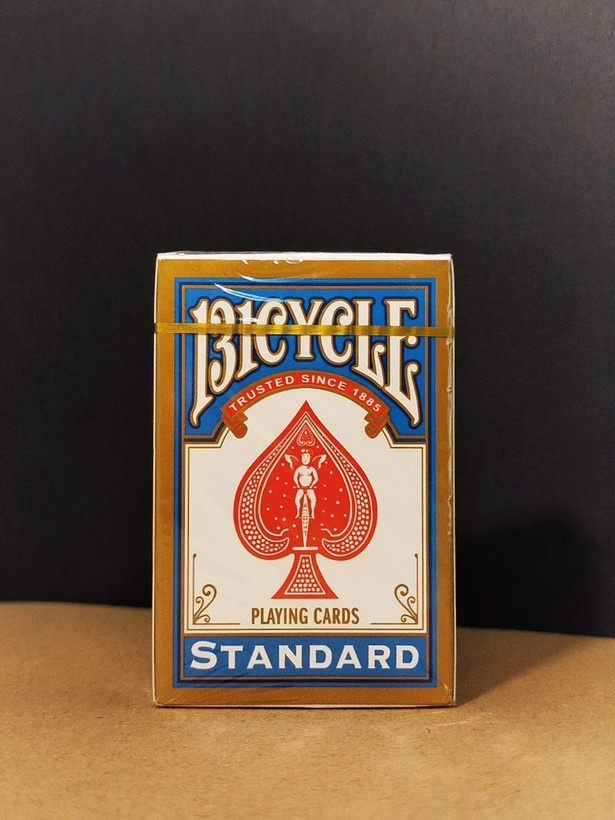 BICYCLE
TRUSTED SINCE 1885
PLAYING CARDS
STANDARD